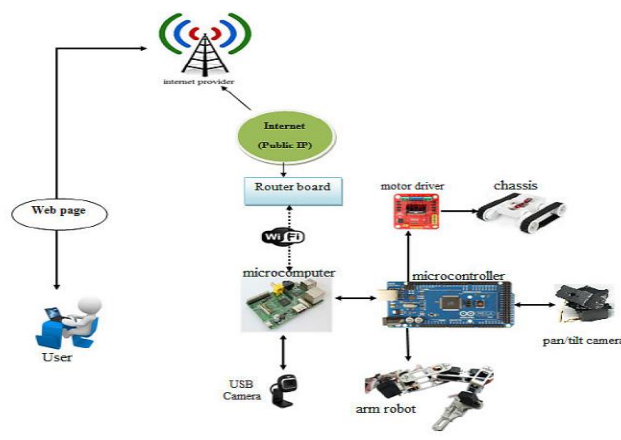 internet provider
Internet
(Public IP)
Router board
motor driver
chassis
Web page
WiFi
microcomputer
microcontroller
User
USB
Camera
arm robot
pan/tilt camera